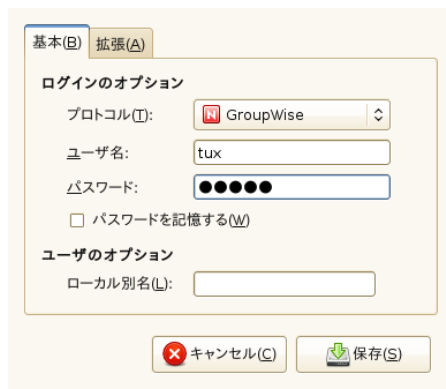 基本(B) 拡張(A)
ログインのオプション
プロトコル(T): GroupWise
ユーザ名: tux
パスワード: ●●●●●
パスワードを記憶する(W)
ユーザのオプション
ローカル別名(L):
キャンセル(C) 保存(S)